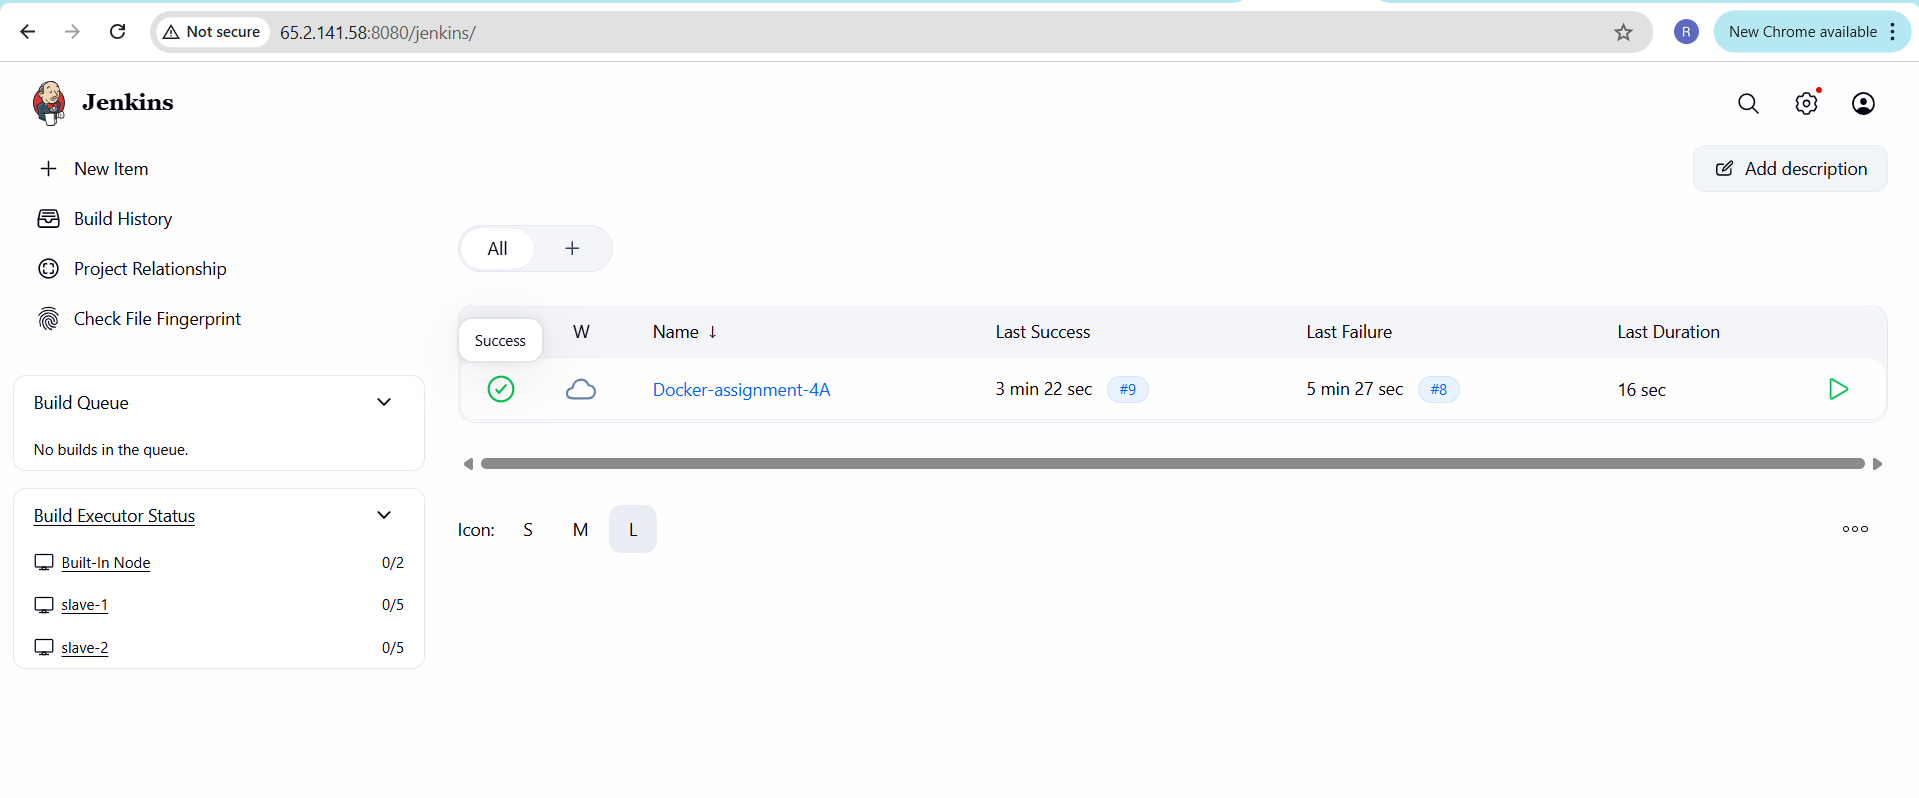 Not secure 65.2.141.58:8080/jenkins/ R New Chrome available
Jenkins
New Item
Add description
Build History
All +
Project Relationship
Check File Fingerprint
Success W Name ↓ Last Success Last Failure Last Duration
Docker-assignment-4A 3 min 22 sec #9 5 min 27 sec #8 16 sec
Build Queue
No builds in the queue.
Build Executor Status
Icon: S M L
Built-In Node 0/2
slave-1 0/5
slave-2 0/5